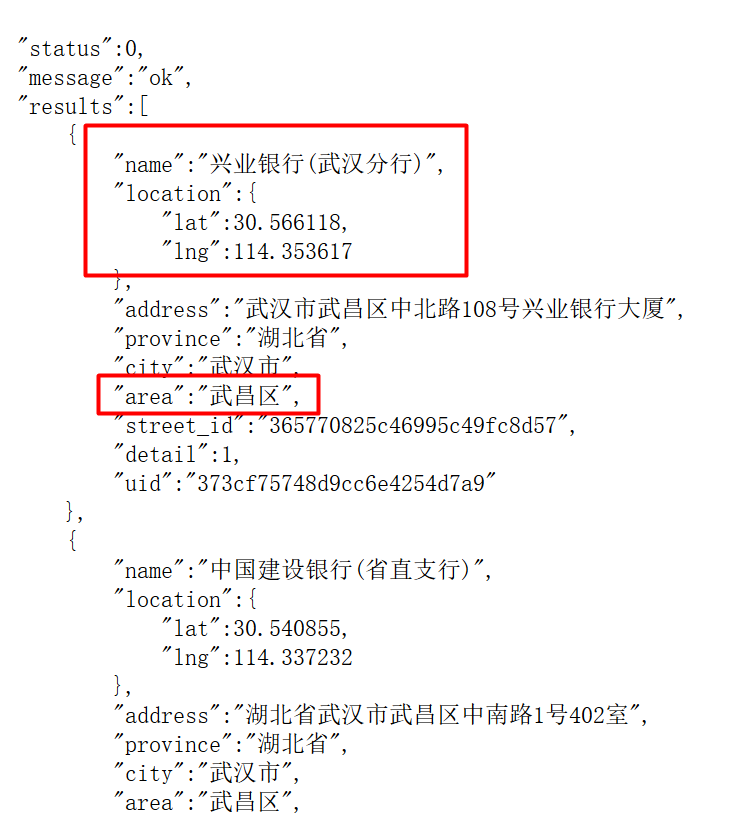 "status":0,
"message":"ok",
"results":[
{
"name":"兴业银行(武汉分行)",
"location":{
"lat":30.566118,
"lng":114.353617
},
"address":"武汉市武昌区中北路108号兴业银行大厦",
"province":"湖北省",
"city":"武汉市",
"area":"武昌区",
"street_id":"365770825c46995c49fc8d57",
"detail":1,
"uid":"373cf75748d9cc6e4254d7a9"
},
{
"name":"中国建设银行(省直支行)",
"location":{
"lat":30.540855,
"lng":114.337232
},
"address":"湖北省武汉市武昌区中南路1号402室",
"province":"湖北省",
"city":"武汉市",
"area":"武昌区",